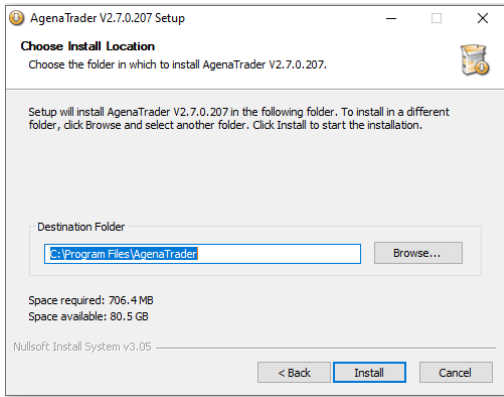 AgenaTrader V2.7.0.207 Setup
Choose Install Location
Choose the folder in which to install AgenaTrader V2.7.0.207.
Setup will install AgenaTrader V2.7.0.207 in the following folder. To install in a different
folder, click Browse and select another folder. Click Install to start the installation.
Destination Folder
C:\Program Files\AgenaTrader
Browse...
Space required: 706.4 MB
Space available: 80.5 GB
Nullsoft Install System v3.05
< Back
Install
Cancel